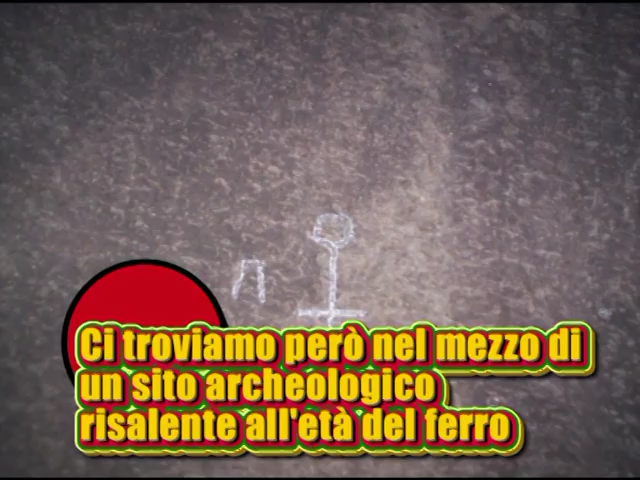 Ci troviamo però nel mezzo di
un sito archeologico
risalente all'età del ferro